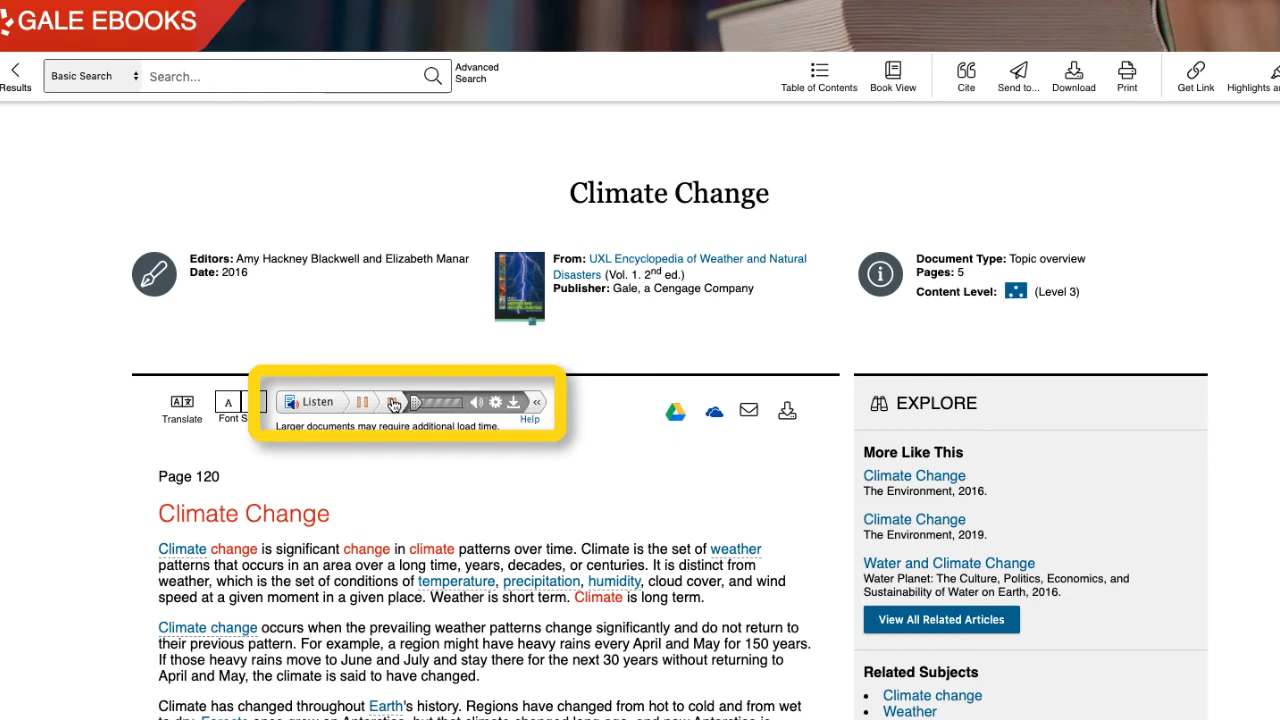 GALE EBOOKS
Results
Basic Search
Search...
Advanced
Search
Table of Contents
Book View
Cite
Send to...
Download
Print
Get Link
Highlights
Climate Change
Editors: Amy Hackney Blackwell and Elizabeth Manar
Date: 2016
From: UXL Encyclopedia of Weather and Natural
Disasters (Vol. 1. 2nd ed.)
Publisher: Gale, a Cengage Company
Document Type: Topic overview
Pages: 5
Content Level: (Level 3)
Translate
A
Font S
Listen
Help
Larger documents may require additional load time.
Page 120
Climate Change
Climate change is significant change in climate patterns over time. Climate is the set of weather
patterns that occurs in an area over a long time, years, decades, or centuries. It is distinct from
weather, which is the set of conditions of temperature, precipitation, humidity, cloud cover, and wind
speed at a given moment in a given place. Weather is short term. Climate is long term.
Climate change occurs when the prevailing weather patterns change significantly and do not return to
their previous pattern. For example, a region might have heavy rains every April and May for 150 years.
If those heavy rains move to June and July and stay there for the next 30 years without returning to
April and May, the climate is said to have changed.
Climate has changed throughout Earth's history. Regions have changed from hot to cold and from wet
EXPLORE
More Like This
Climate Change
The Environment, 2016.
Climate Change
The Environment, 2019.
Water and Climate Change
Water Planet: The Culture, Politics, Economics, and
Sustainability of Water on Earth, 2016.
View All Related Articles
Related Subjects
Climate change
Weather